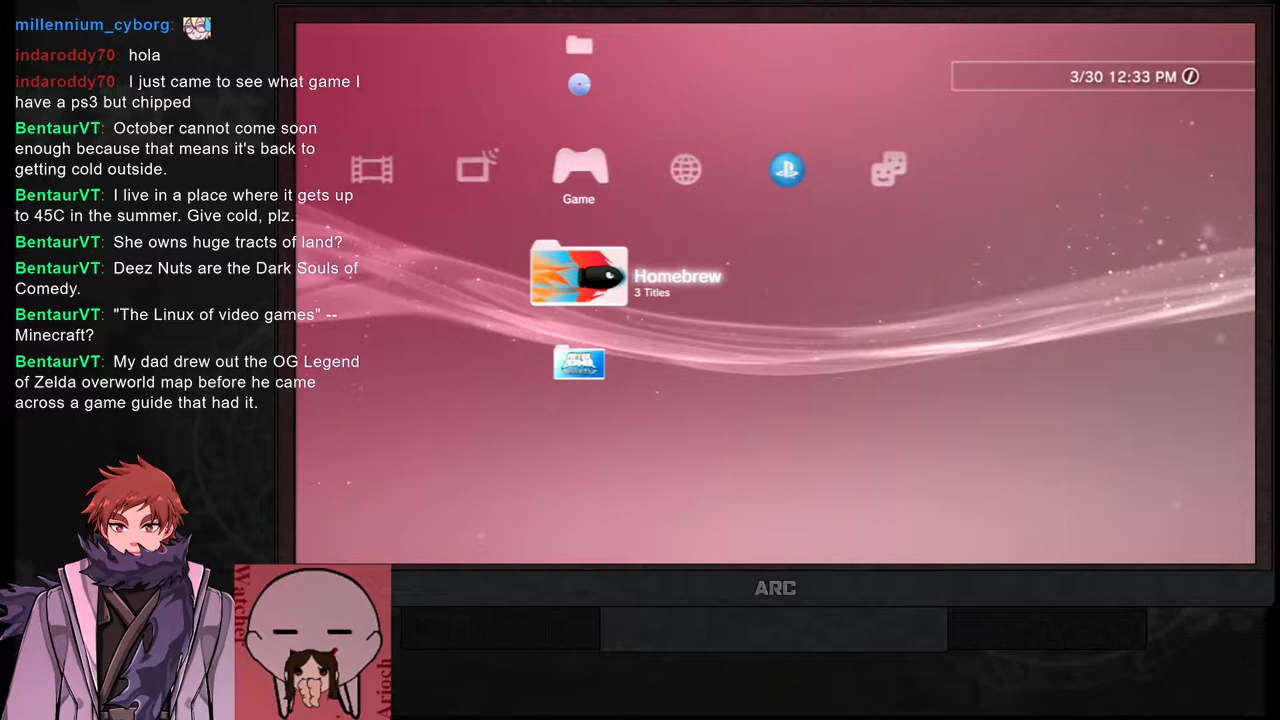 millennium_cyborg:
indaroddy70: hola
indaroddy70: I just came to see what game I
have a ps3 but chipped
BentaurVT: October cannot come soon
enough because that means it's back to
getting cold outside.
BentaurVT: I live in a place where it gets up
to 45C in the summer. Give cold, plz.
BentaurVT: She owns huge tracts of land?
BentaurVT: Deez Nuts are the Dark Souls of
Comedy.
BentaurVT: "The Linux of video games" --
Minecraft?
BentaurVT: My dad drew out the OG Legend
of Zelda overworld map before he came
across a game guide that had it.
3/30 12:33 PM
Game
Homebrew
3 Titles
ARC
Watcher
Arioch